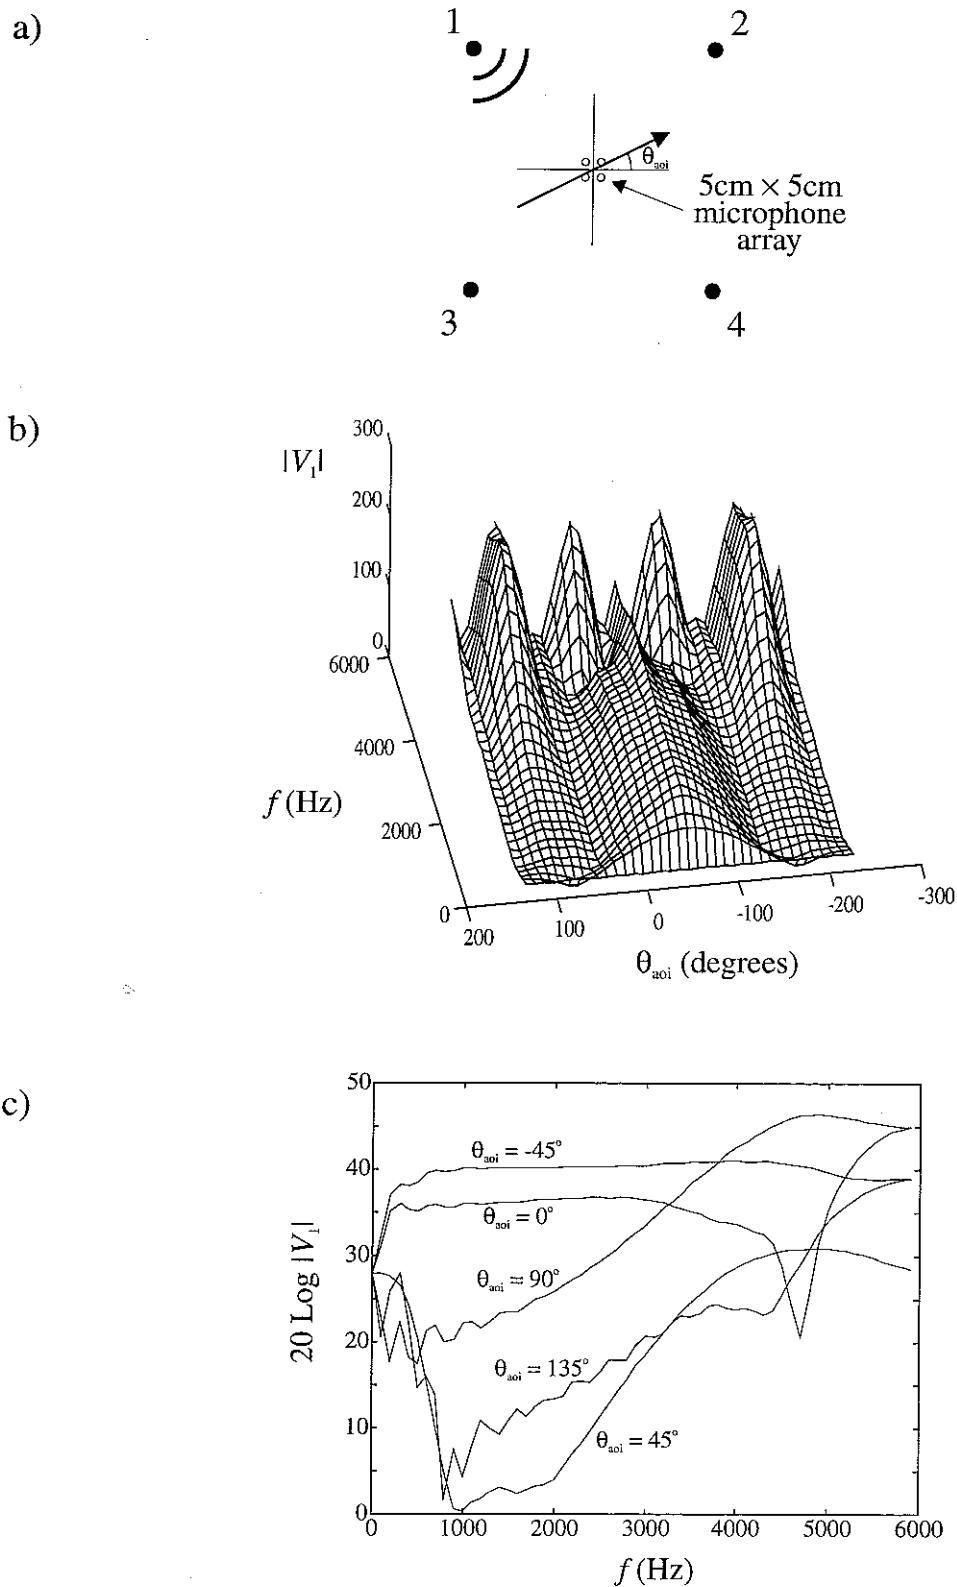 a)
1
2
θaoi
5cm × 5cm
microphone
array
3
4
b)
300
|V1|
200
100
0
6000
4000
f (Hz)
2000
0
200
100
0
-100
-200
-300
θaoi (degrees)
c)
50
40
30
20
10
0
20 Log |V1|
θaoi = -45°
θaoi = 0°
θaoi = 90°
θaoi = 135°
θaoi = 45°
0
1000
2000
3000
4000
5000
6000
f (Hz)